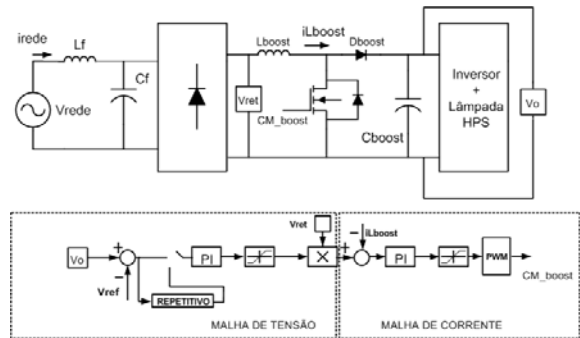 irede
Lf
Cf
Vrede
Lboost
iLboost
Dboost
Vret
CM_boost
Cboost
Inversor
+
Lâmpada
HPS
Vo
Vo
+
−
Vref
REPETITIVO
PI
Vret
X
MALHA DE TENSÃO
+
−
iLboost
PI
PWM
CM_boost
MALHA DE CORRENTE